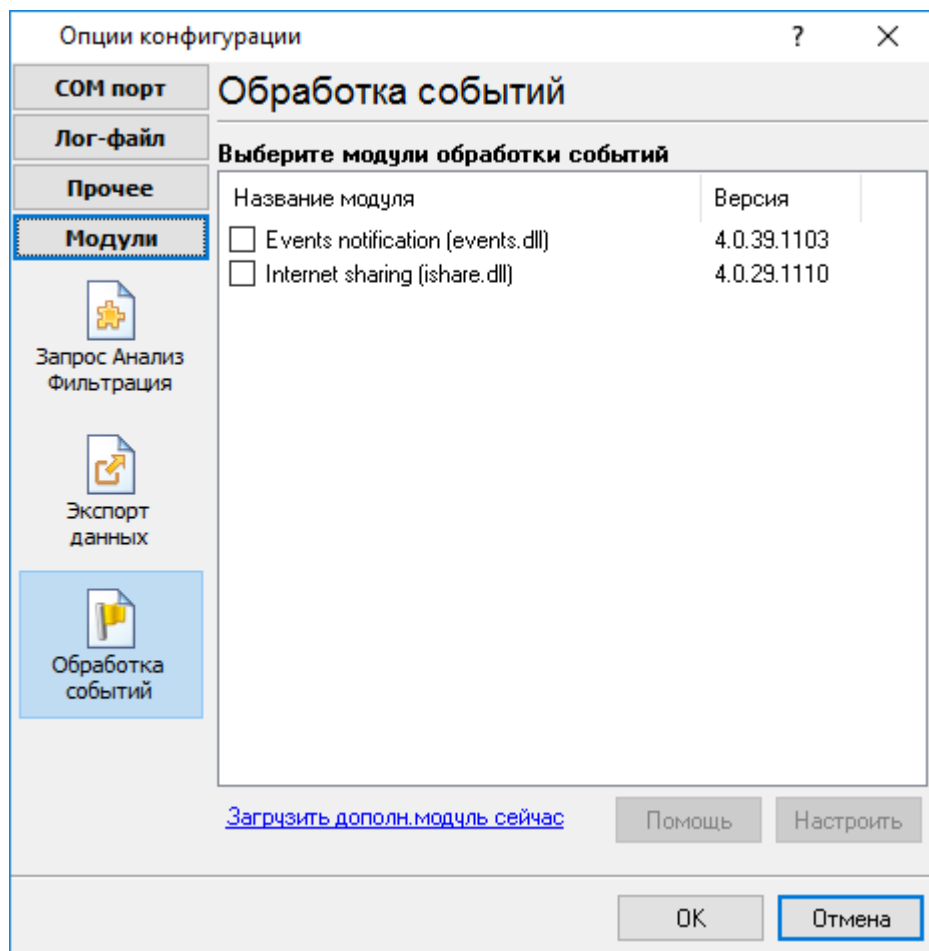 Опции конфигурации
?
COM порт
Лог-файл
Прочее
Модули
Запрос Анализ
Фильтрация
Экспорт
данных
Обработка
событий
Обработка событий
Выберите модули обработки событий
Название модуля Версия
Events notification (events.dll) 4.0.39.1103
Internet sharing (ishare.dll) 4.0.29.1110
Загрузить дополн.модуль сейчас
Помощь
Настроить
OK
Отмена